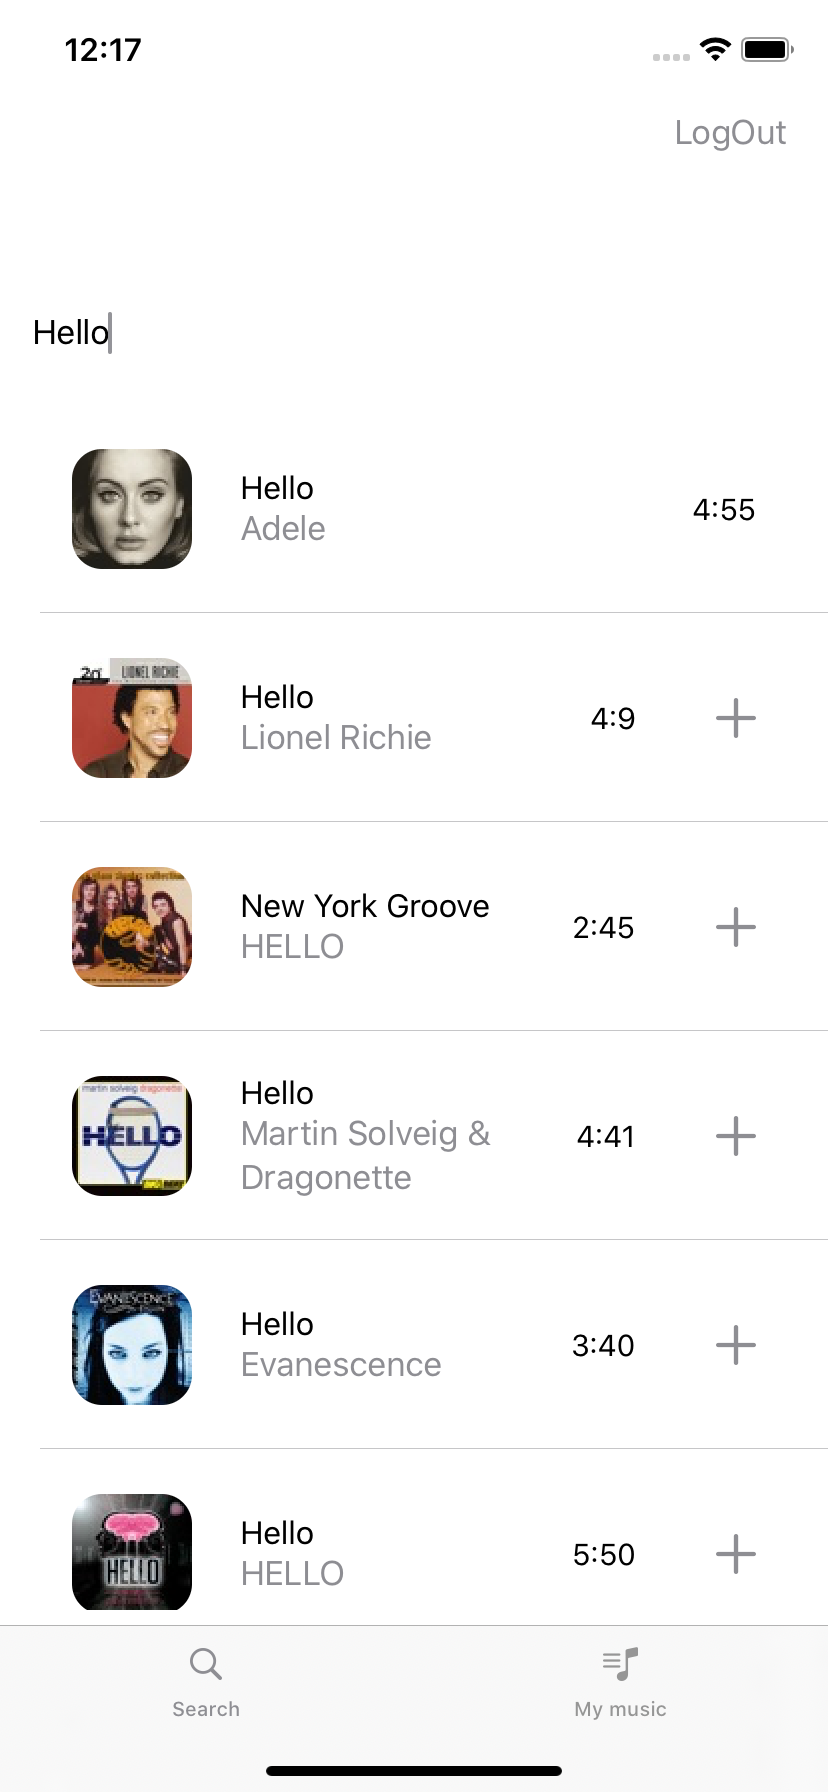 12:17
LogOut
Hello
Hello
Adele
4:55
LIONEL RICHIE
Hello
Lionel Richie
4:9
New York Groove
HELLO
2:45
martin solveig dragonette
HELLO
Hello
Martin Solveig &
Dragonette
4:41
EVANESCENCE
Hello
Evanescence
3:40
HELLO
Hello
HELLO
5:50
Search
My music